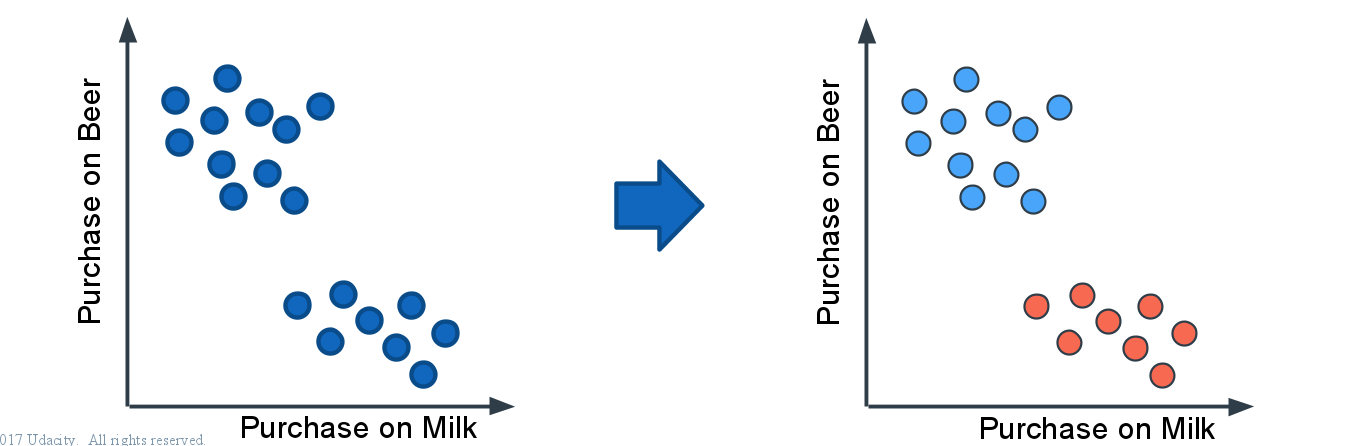 Purchase on Beer
Purchase on Milk
Purchase on Beer
Purchase on Milk
017 Udacity. All rights reserved.